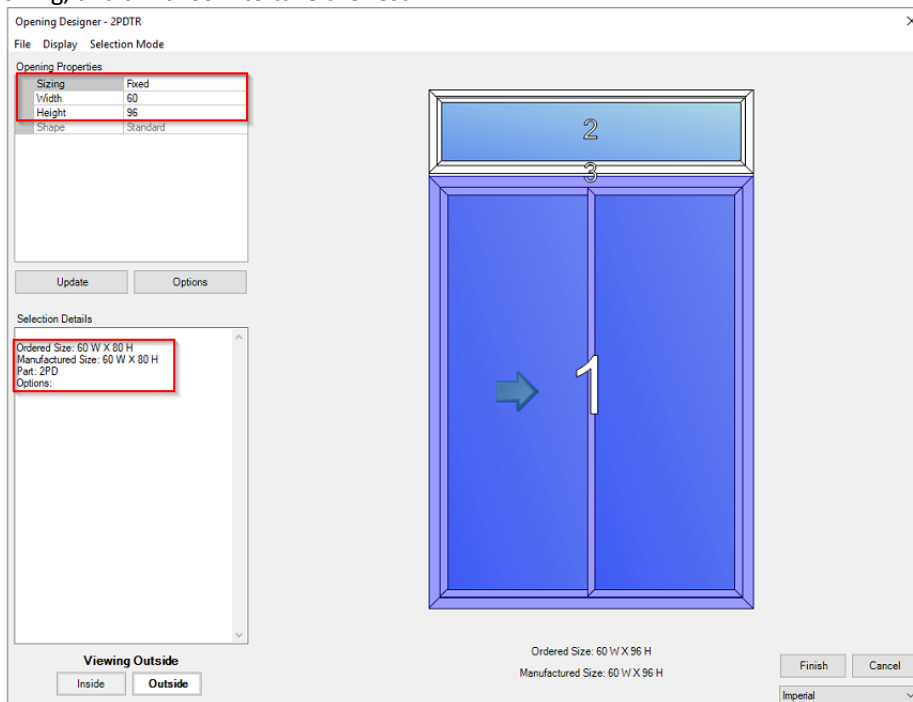 Opening Designer - 2PDTR
File Display Selection Mode
Opening Properties
Sizing Fixed
Width 60
Height 96
Shape Standard
2
3
Update Options
Selection Details
Ordered Size: 60 W X 80 H
Manufactured Size: 60 W X 80 H
Part: 2PD
Options:
1
Viewing Outside
Inside Outside
Ordered Size: 60 W X 96 H
Manufactured Size: 60 W X 96 H
Finish Cancel
Imperial